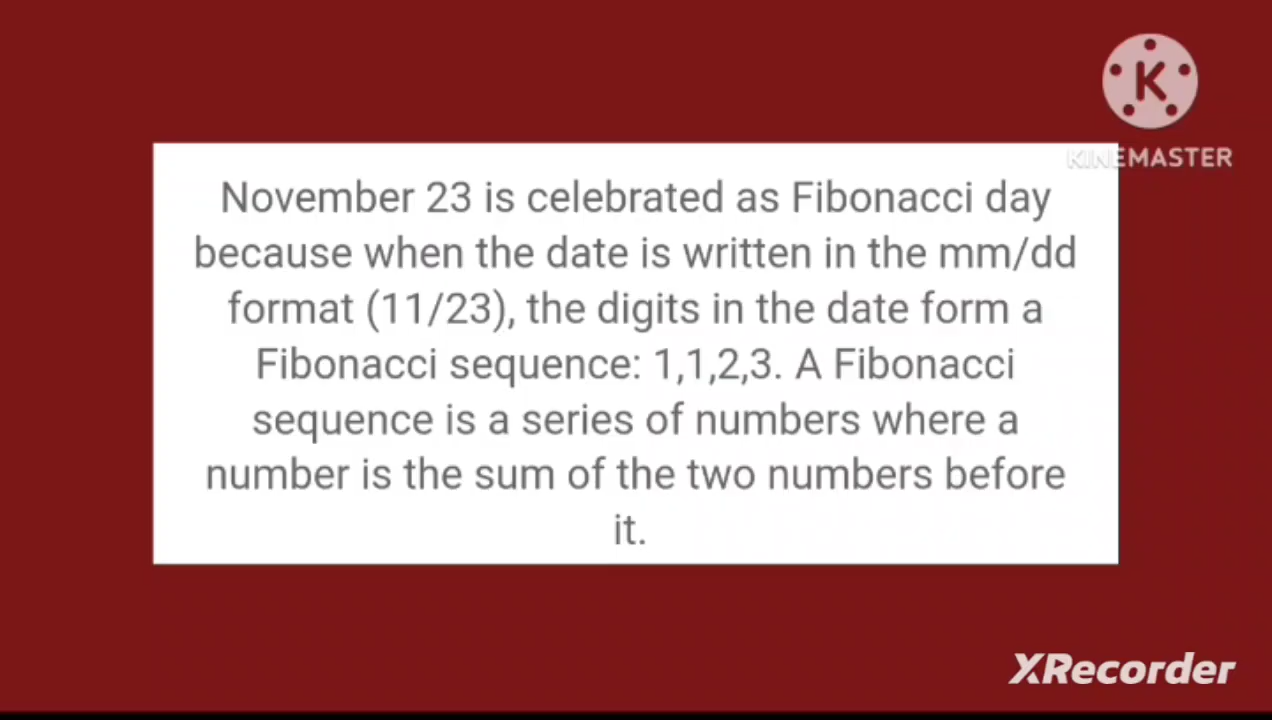 K
KINEMASTER
November 23 is celebrated as Fibonacci day
because when the date is written in the mm/dd
format (11/23), the digits in the date form a
Fibonacci sequence: 1,1,2,3. A Fibonacci
sequence is a series of numbers where a
number is the sum of the two numbers before
it.
XRecorder